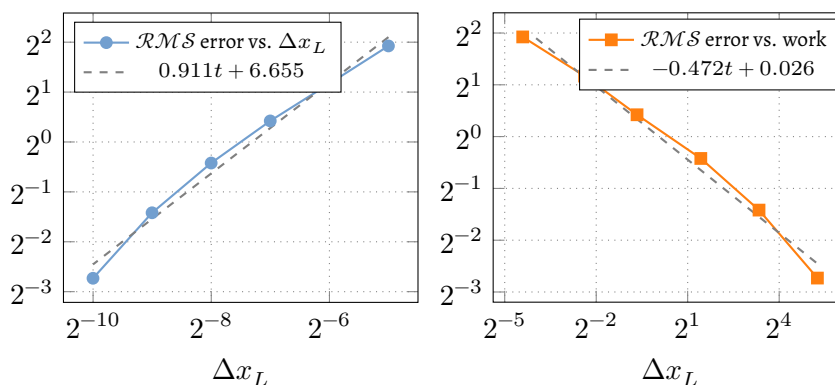 2^2
2^1
2^0
2^{-1}
2^{-2}
2^{-3}
RMS error vs. Δx_L
0.911t + 6.655
2^{-10} 2^{-8} 2^{-6}
Δx_L
2^2
2^1
2^0
2^{-1}
2^{-2}
2^{-3}
RMS error vs. work
−0.472t + 0.026
2^{-5} 2^{-2} 2^1 2^4
Δx_L